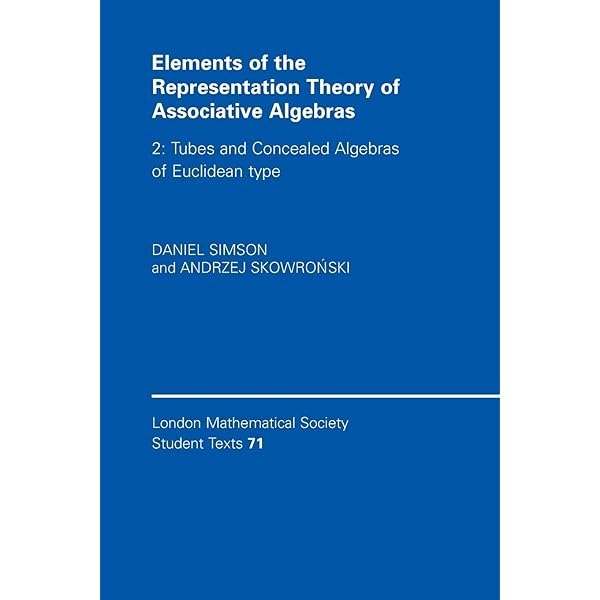 Elements of the
Representation Theory of
Associative Algebras
2: Tubes and Concealed Algebras
of Euclidean type
DANIEL SIMSON
and ANDRZEJ SKOWROŃSKI
London Mathematical Society
Student Texts 71